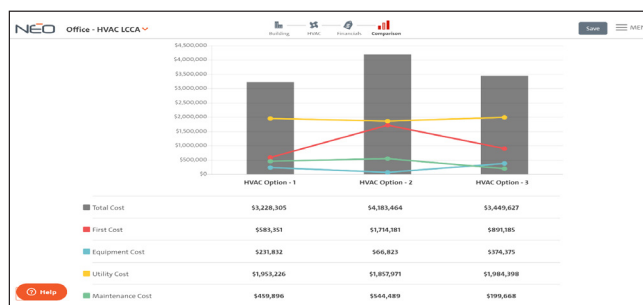 NEO Office - HVAC LCCA Building HVAC Financials Comparison Save MEN
$4,500,000
$4,000,000
$3,500,000
$3,000,000
$2,500,000
$2,000,000
$1,500,000
$1,000,000
$500,000
$0
HVAC Option - 1 HVAC Option - 2 HVAC Option - 3
Total Cost $3,228,305 $4,183,464 $3,449,627
First Cost $583,351 $1,714,181 $891,185
Equipment Cost $231,832 $66,823 $374,375
Utility Cost $1,953,226 $1,857,971 $1,984,398
Help
Maintenance Cost $459,896 $544,489 $199,668